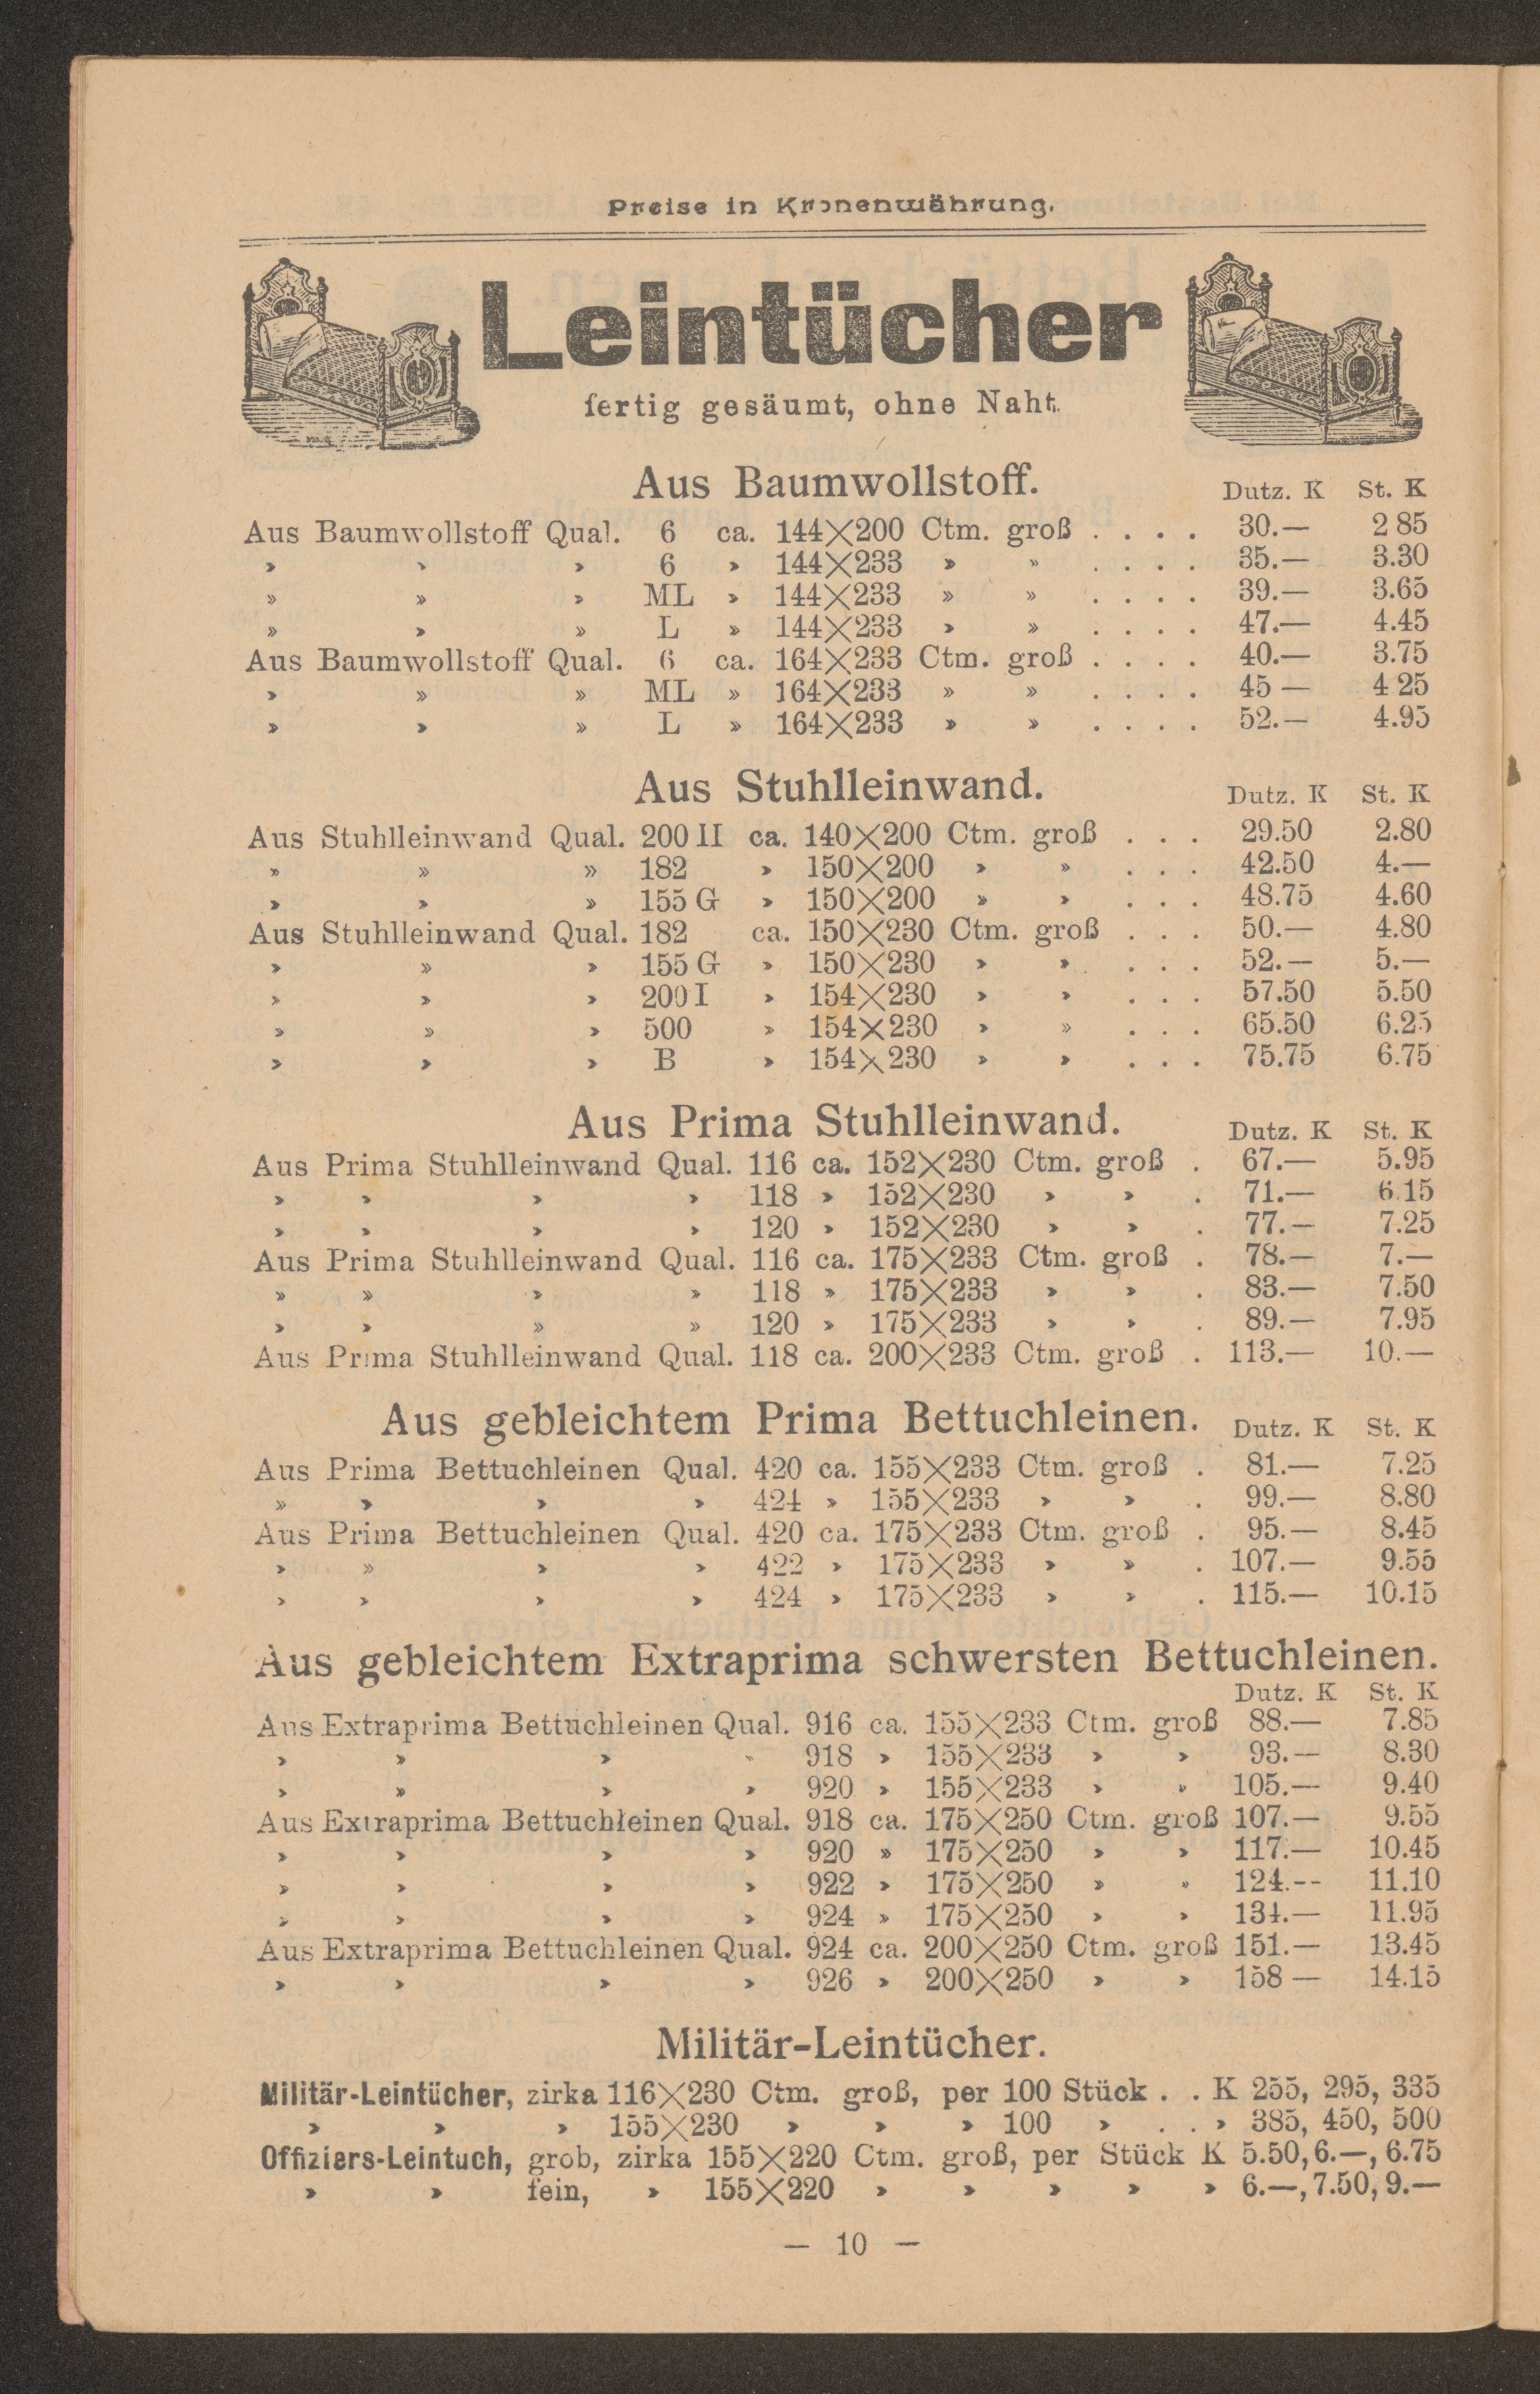 Preise in Kronenwährung.
Leintücher
fertig gesäumt, ohne Naht.
Aus Baumwollstoff. Dutz. K St. K
Aus Baumwollstoff Qual. 6 ca. 144×200 Ctm. groß . . . . 30.— 2 85
» » » 6 » 144×233 » » . . . . 35.— 3.30
» » » ML » 144×233 » » . . . . 39.— 3.65
» » » L » 144×233 » » . . . . 47.— 4.45
Aus Baumwollstoff Qual. 6 ca. 164×233 Ctm. groß . . . . 40.— 3.75
» » » ML » 164×233 » » . . . . 45 — 4 25
» » » L » 164×233 » » . . . . 52.— 4.95
Aus Stuhlleinwand. Dutz. K St. K
Aus Stuhlleinwand Qual. 200 II ca. 140×200 Ctm. groß . . . 29.50 2.80
» » » 182 » 150×200 » » . . . 42.50 4.—
» » » 155 G » 150×200 » » . . . 48.75 4.60
Aus Stuhlleinwand Qual. 182 ca. 150×230 Ctm. groß . . . 50.— 4.80
» » » 155 G » 150×230 » » . . . 52.— 5.—
» » » 200 I » 154×230 » » . . . 57.50 5.50
» » » 500 » 154×230 » » . . . 65.50 6.25
» » » B » 154×230 » » . . . 75.75 6.75
Aus Prima Stuhlleinwand. Dutz. K St. K
Aus Prima Stuhlleinwand Qual. 116 ca. 152×230 Ctm. groß . 67.— 5.95
» » » » 118 » 152×230 » » . 71.— 6.15
» » » » 120 » 152×230 » » . 77.— 7.25
Aus Prima Stuhlleinwand Qual. 116 ca. 175×233 Ctm. groß . 78.— 7.—
» » » » 118 » 175×233 » » . 83.— 7.50
» » » » 120 » 175×233 » » . 89.— 7.95
Aus Prima Stuhlleinwand Qual. 118 ca. 200×233 Ctm. groß . 113.— 10.—
Aus gebleichtem Prima Bettuchleinen. Dutz. K St. K
Aus Prima Bettuchleinen Qual. 420 ca. 155×233 Ctm. groß . 81.— 7.25
» » » » 424 » 155×233 » » . 99.— 8.80
Aus Prima Bettuchleinen Qual. 420 ca. 175×233 Ctm. groß . 95.— 8.45
» » » » 422 » 175×233 » » . 107.— 9.55
» » » » 424 » 175×233 » » . 115.— 10.15
Aus gebleichtem Extraprima schwersten Bettuchleinen.
Dutz. K St. K
Aus Extraprima Bettuchleinen Qual. 916 ca. 155×233 Ctm. groß 88.— 7.85
» » » » 918 » 155×233 » » 93.— 8.30
» » » » 920 » 155×233 » » 105.— 9.40
Aus Extraprima Bettuchleinen Qual. 918 ca. 175×250 Ctm. groß 107.— 9.55
» » » » 920 » 175×250 » » 117.— 10.45
» » » » 922 » 175×250 » » 124.-- 11.10
» » » » 924 » 175×250 » » 134.— 11.95
Aus Extraprima Bettuchleinen Qual. 924 ca. 200×250 Ctm. groß 151.— 13.45
» » » » 926 » 200×250 » » 158 — 14.15
Militär-Leintücher.
Militär-Leintücher, zirka 116×230 Ctm. groß, per 100 Stück . . K 255, 295, 335
» » » 155×230 » » » 100 » . . » 385, 450, 500
Offiziers-Leintuch, grob, zirka 155×220 Ctm. groß, per Stück K 5.50, 6.—, 6.75
» » fein, » 155×220 » » » » » 6.—, 7.50, 9.—
— 10 —